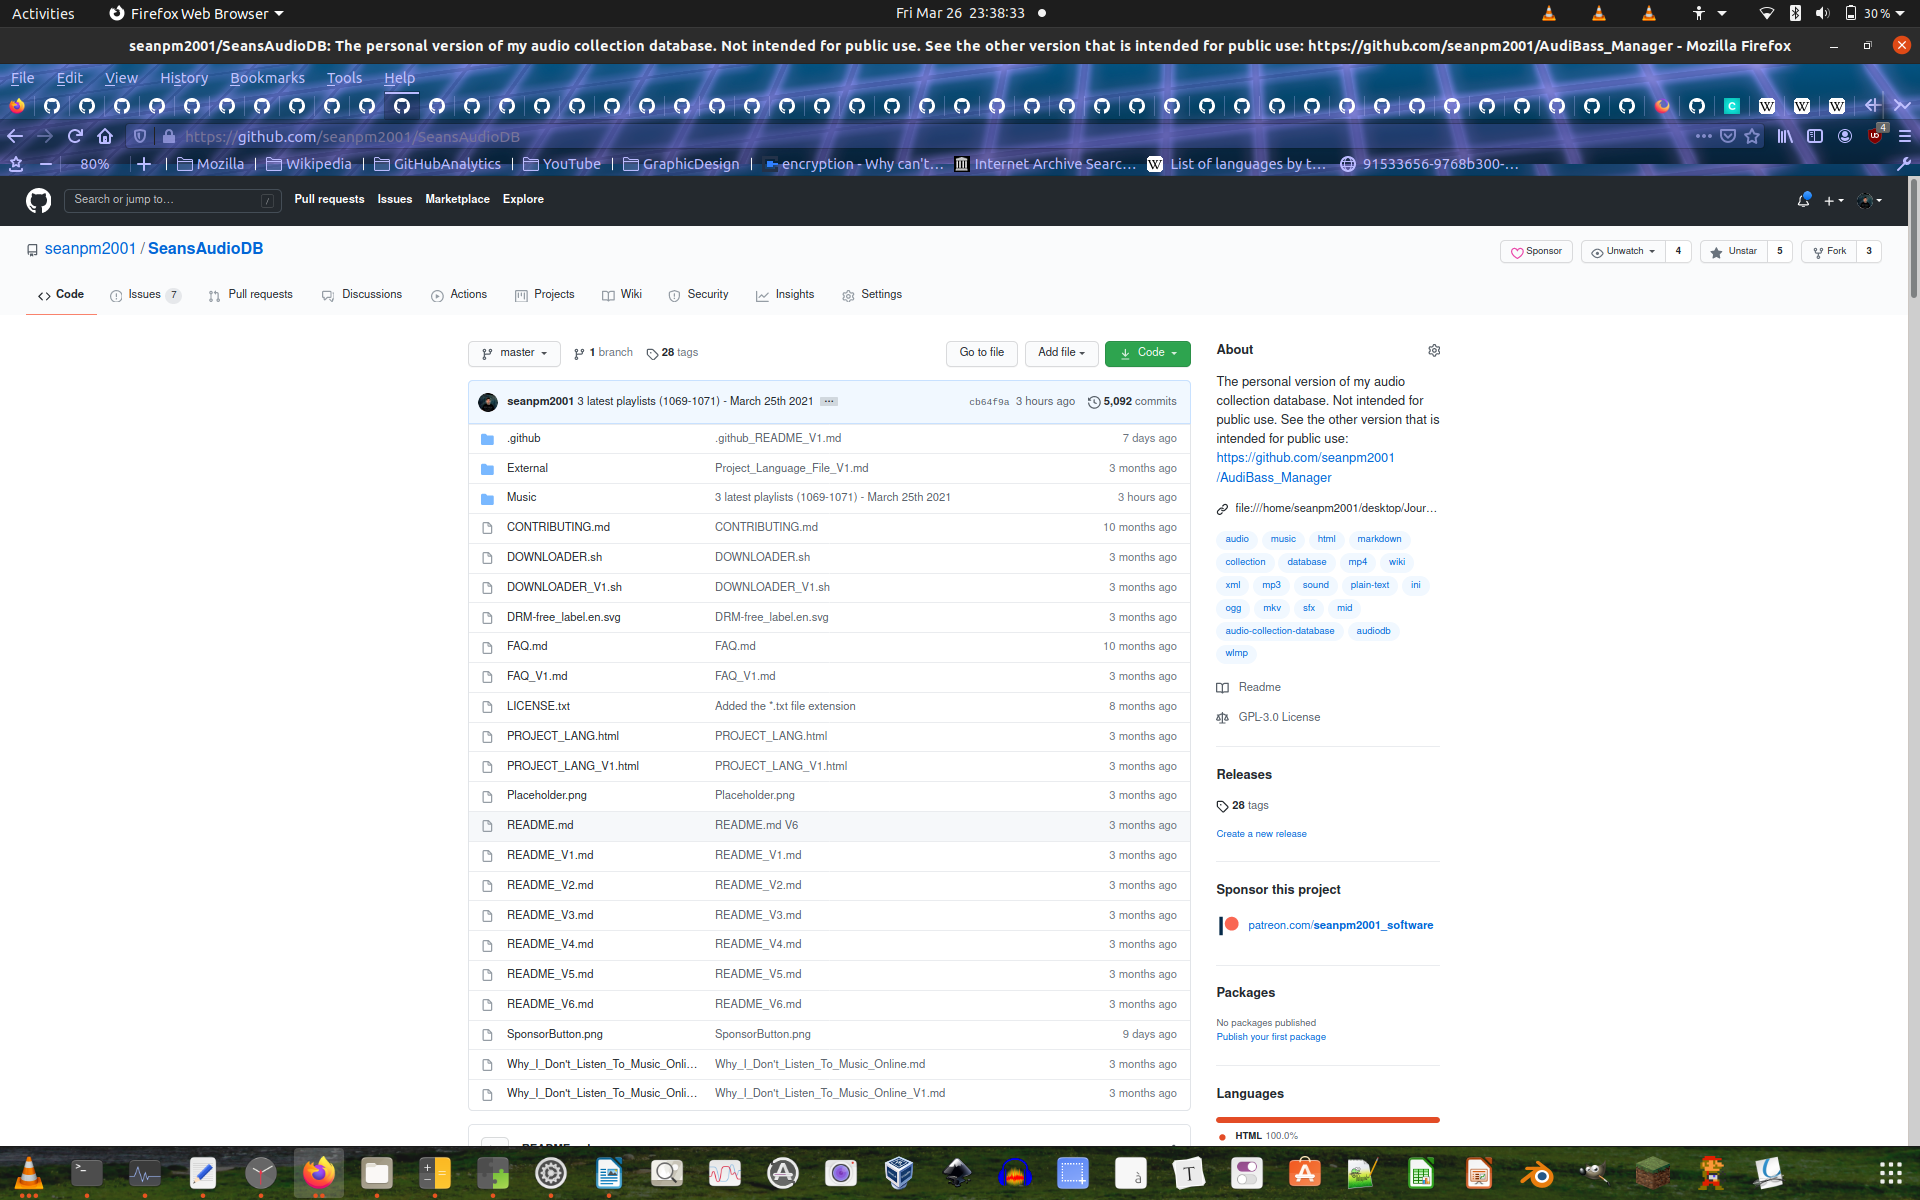 Activities Firefox Web Browser Fri Mar 26 23:38:33 30 %
seanpm2001/SeansAudioDB: The personal version of my audio collection database. Not intended for public use. See the other version that is intended for public use: https://github.com/seanpm2001/AudiBass_Manager - Mozilla Firefox
File Edit View History Bookmarks Tools Help
https://github.com/seanpm2001/SeansAudioDB 4
80% Mozilla Wikipedia GitHubAnalytics YouTube GraphicDesign encryption - Why can't… Internet Archive Searc… List of languages by t… 91533656-9768b300-…
Search or jump to… / Pull requests Issues Marketplace Explore
seanpm2001 / SeansAudioDB Sponsor Unwatch 4 Unstar 5 Fork 3
Code Issues 7 Pull requests Discussions Actions Projects Wiki Security Insights Settings
master 1 branch 28 tags Go to file Add file Code
seanpm2001 3 latest playlists (1069-1071) - March 25th 2021 … cb64f9a 3 hours ago 5,092 commits
.github .github_README_V1.md 7 days ago
External Project_Language_File_V1.md 3 months ago
Music 3 latest playlists (1069-1071) - March 25th 2021 3 hours ago
CONTRIBUTING.md CONTRIBUTING.md 10 months ago
DOWNLOADER.sh DOWNLOADER.sh 3 months ago
DOWNLOADER_V1.sh DOWNLOADER_V1.sh 3 months ago
DRM-free_label.en.svg DRM-free_label.en.svg 3 months ago
FAQ.md FAQ.md 10 months ago
FAQ_V1.md FAQ_V1.md 3 months ago
LICENSE.txt Added the *.txt file extension 8 months ago
PROJECT_LANG.html PROJECT_LANG.html 3 months ago
PROJECT_LANG_V1.html PROJECT_LANG_V1.html 3 months ago
Placeholder.png Placeholder.png 3 months ago
README.md README.md V6 3 months ago
README_V1.md README_V1.md 3 months ago
README_V2.md README_V2.md 3 months ago
README_V3.md README_V3.md 3 months ago
README_V4.md README_V4.md 3 months ago
README_V5.md README_V5.md 3 months ago
README_V6.md README_V6.md 3 months ago
SponsorButton.png SponsorButton.png 9 days ago
Why_I_Don't_Listen_To_Music_Onli… Why_I_Don't_Listen_To_Music_Online.md 3 months ago
Why_I_Don't_Listen_To_Music_Onli… Why_I_Don't_Listen_To_Music_Online_V1.md 3 months ago
About
The personal version of my audio
collection database. Not intended for
public use. See the other version that is
intended for public use:
https://github.com/seanpm2001
/AudiBass_Manager
file:///home/seanpm2001/desktop/Jour…
audio music html markdown
collection database mp4 wiki
xml mp3 sound plain-text ini
ogg mkv sfx mid
audio-collection-database audiodb
wlmp
Readme
GPL-3.0 License
Releases
28 tags
Create a new release
Sponsor this project
patreon.com/seanpm2001_software
Packages
No packages published
Publish your first package
Languages
HTML 100.0%